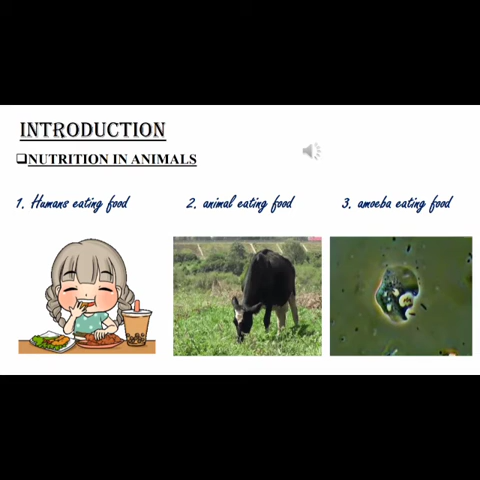 INTRODUCTION
❑NUTRITION IN ANIMALS
1. Humans eating food
2. animal eating food
3. amoeba eating food